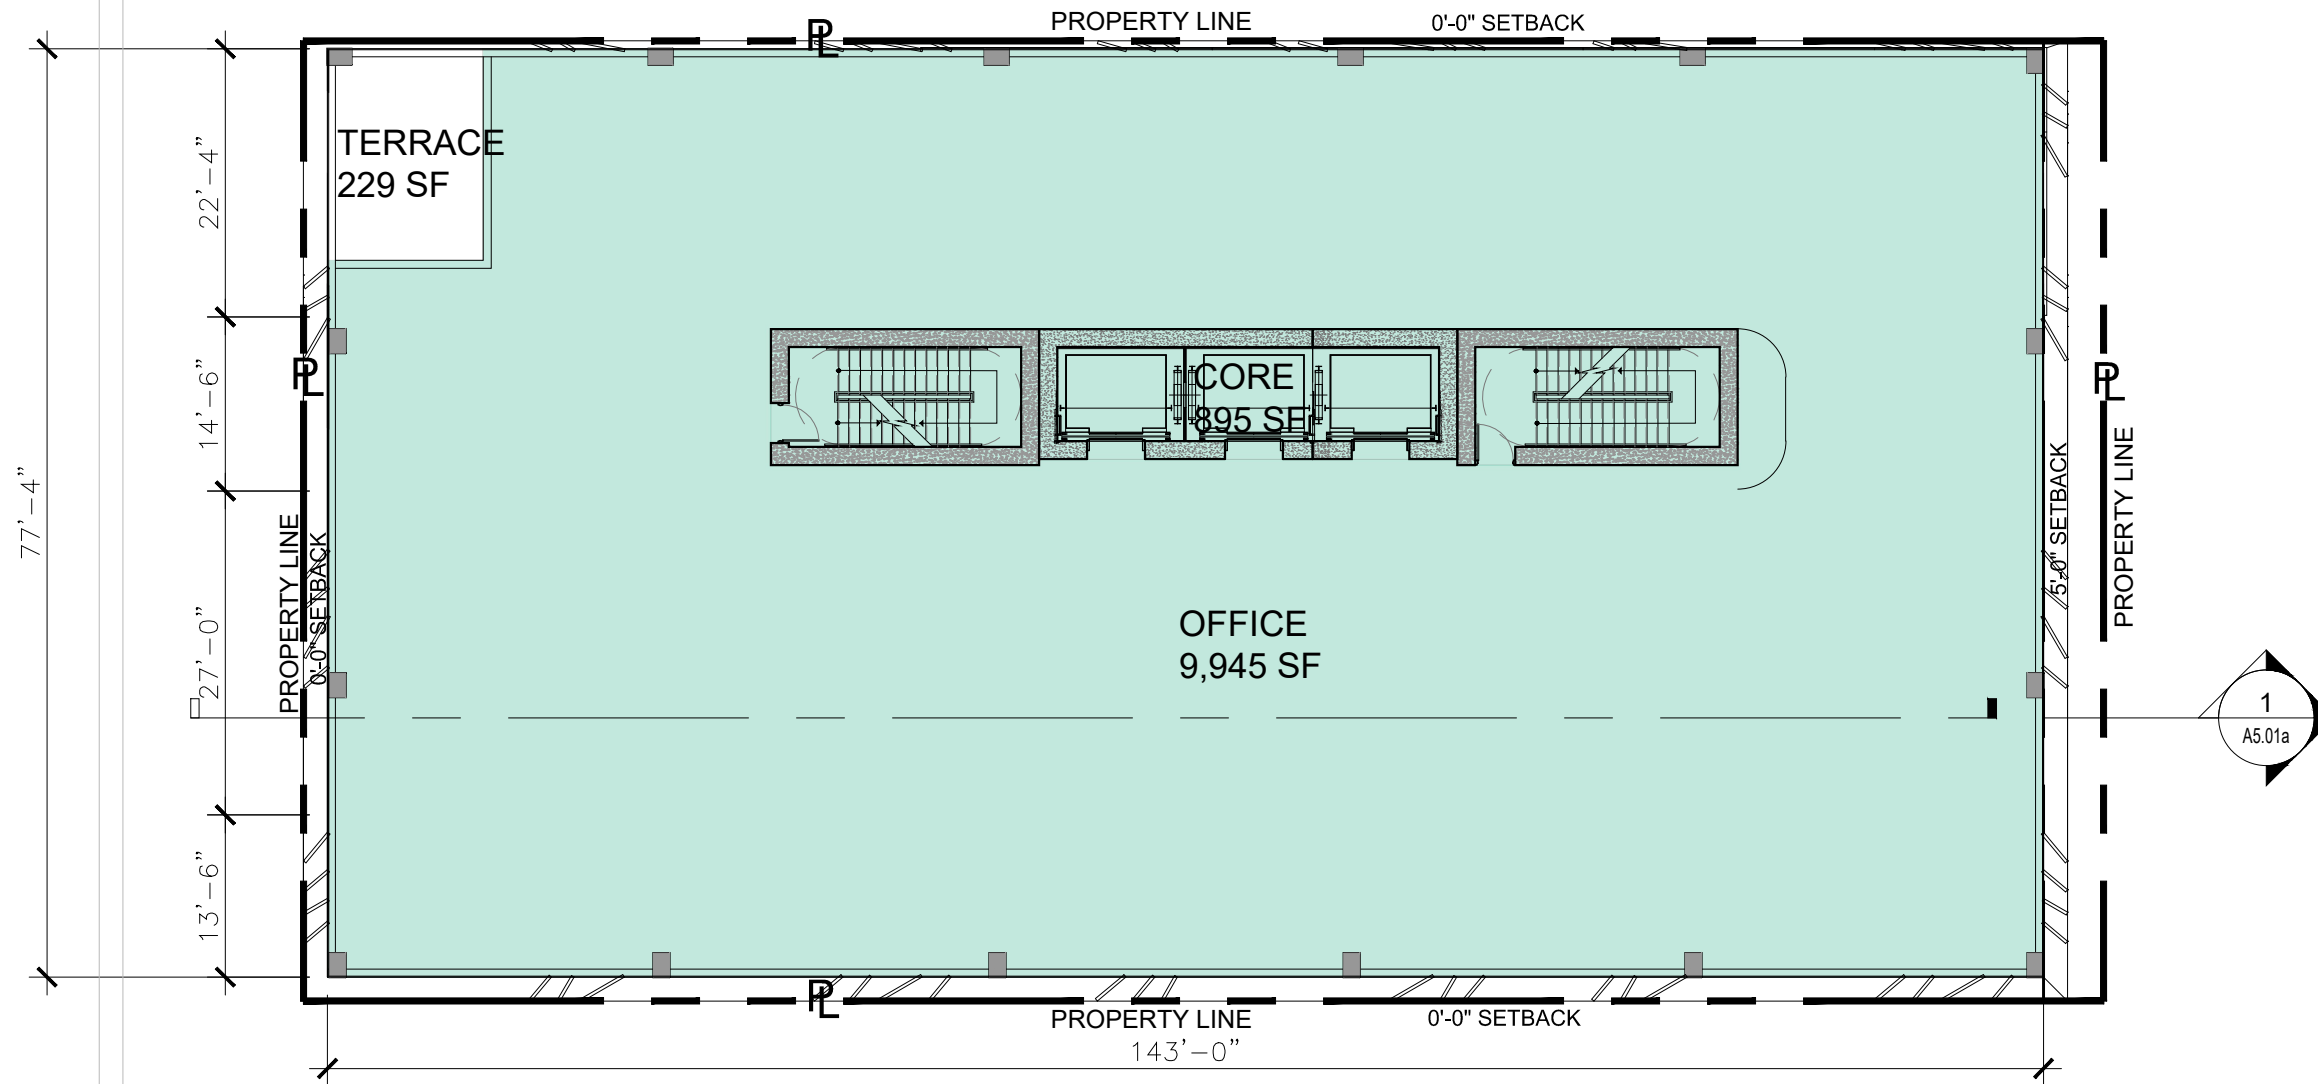 PROPERTY LINE
0'-0" SETBACK
PL
TERRACE
229 SF
22'-4"
14'-6"
77'-4"
27'-0"
13'-6"
PL
PROPERTY LINE
0'-0" SETBACK
CORE
895 SF
OFFICE
9,945 SF
PL
5'-0" SETBACK
PROPERTY LINE
1
A5.01a
PL
PROPERTY LINE
0'-0" SETBACK
143'-0"